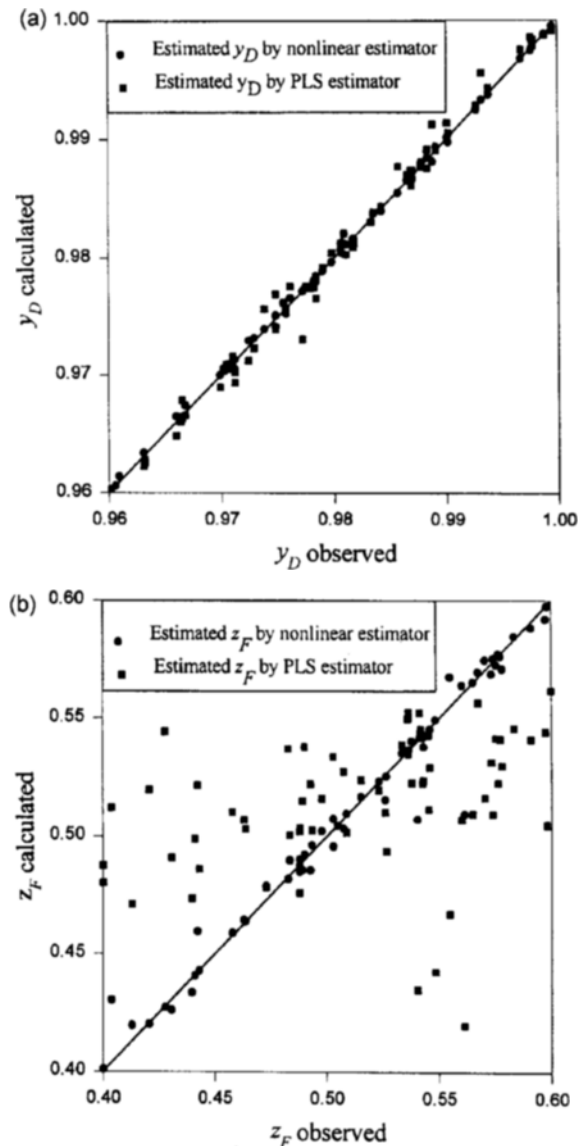 (a)
1.00
Estimated y_D by nonlinear estimator
Estimated y_D by PLS estimator
0.99
y_D calculated
0.98
0.97
0.96
0.96 0.97 0.98 0.99 1.00
y_D observed
(b)
0.60
Estimated z_F by nonlinear estimator
Estimated z_F by PLS estimator
0.55
z_F calculated
0.50
0.45
0.40
0.40 0.45 0.50 0.55 0.60
z_F observed